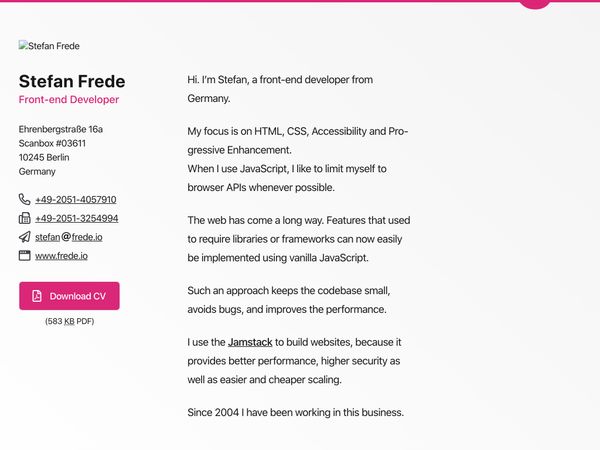 Stefan Frede
Stefan Frede
Front-end Developer
Ehrenbergstraße 16a
Scanbox #03611
10245 Berlin
Germany
+49-2051-4057910
+49-2051-3254994
stefan@frede.io
www.frede.io
Download CV
(583 KB PDF)
Hi. I’m Stefan, a front-end developer from
Germany.
My focus is on HTML, CSS, Accessibility and Pro-
gressive Enhancement.
When I use JavaScript, I like to limit myself to
browser APIs whenever possible.
The web has come a long way. Features that used
to require libraries or frameworks can now easily
be implemented using vanilla JavaScript.
Such an approach keeps the codebase small,
avoids bugs, and improves the performance.
I use the Jamstack to build websites, because it
provides better performance, higher security as
well as easier and cheaper scaling.
Since 2004 I have been working in this business.